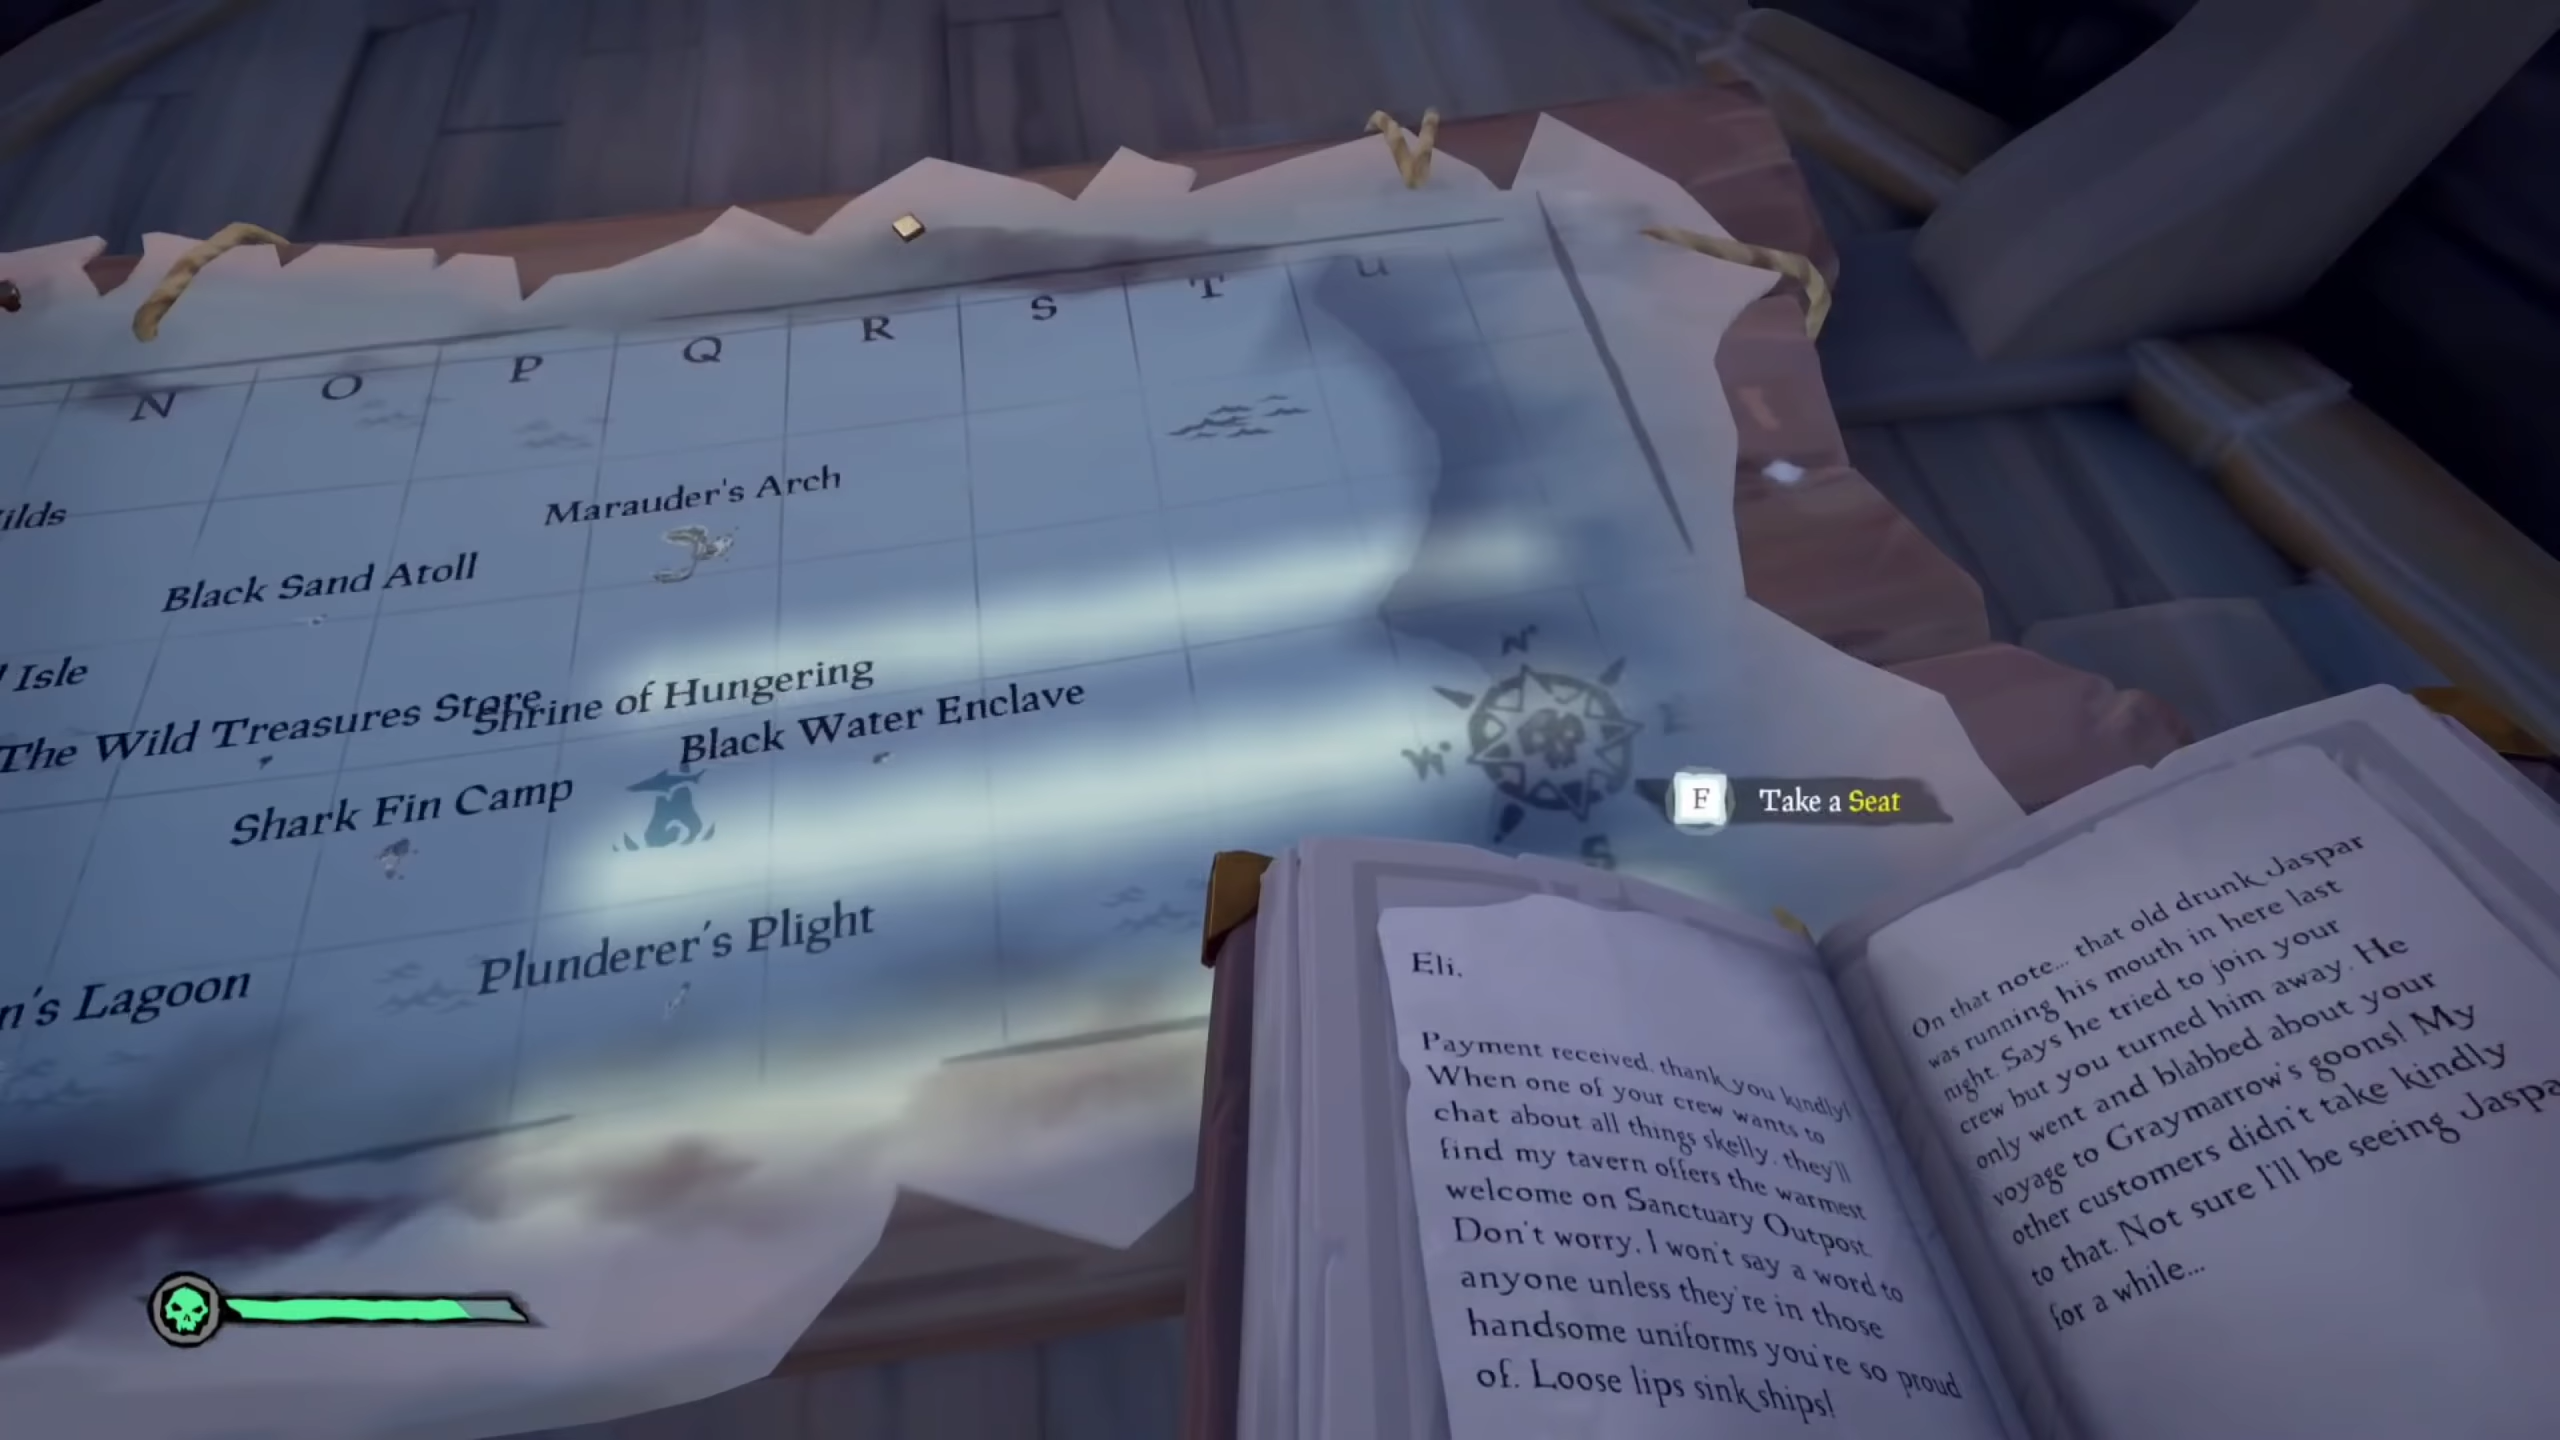 N O P Q R S T U
ilds
Marauder's Arch
Black Sand Atoll
Isle
The Wild Treasures Store
Shrine of Hungering
Black Water Enclave
Shark Fin Camp
Plunderer's Plight
n's Lagoon
N
E
S
W
F Take a Seat
Eli,
Payment received, thank you kindly!
When one of your crew wants to
chat about all things skelly, they'll
find my tavern offers the warmest
welcome on Sanctuary Outpost.
Don't worry, I won't say a word to
anyone unless they're in those
handsome uniforms you're so proud
of. Loose lips sink ships!
On that note... that old drunk Jaspar
was running his mouth in here last
night. Says he tried to join your
crew but you turned him away. He
only went and blabbed about your
voyage to Graymarrow's goons! My
other customers didn't take kindly
to that. Not sure I'll be seeing Jaspa
for a while...